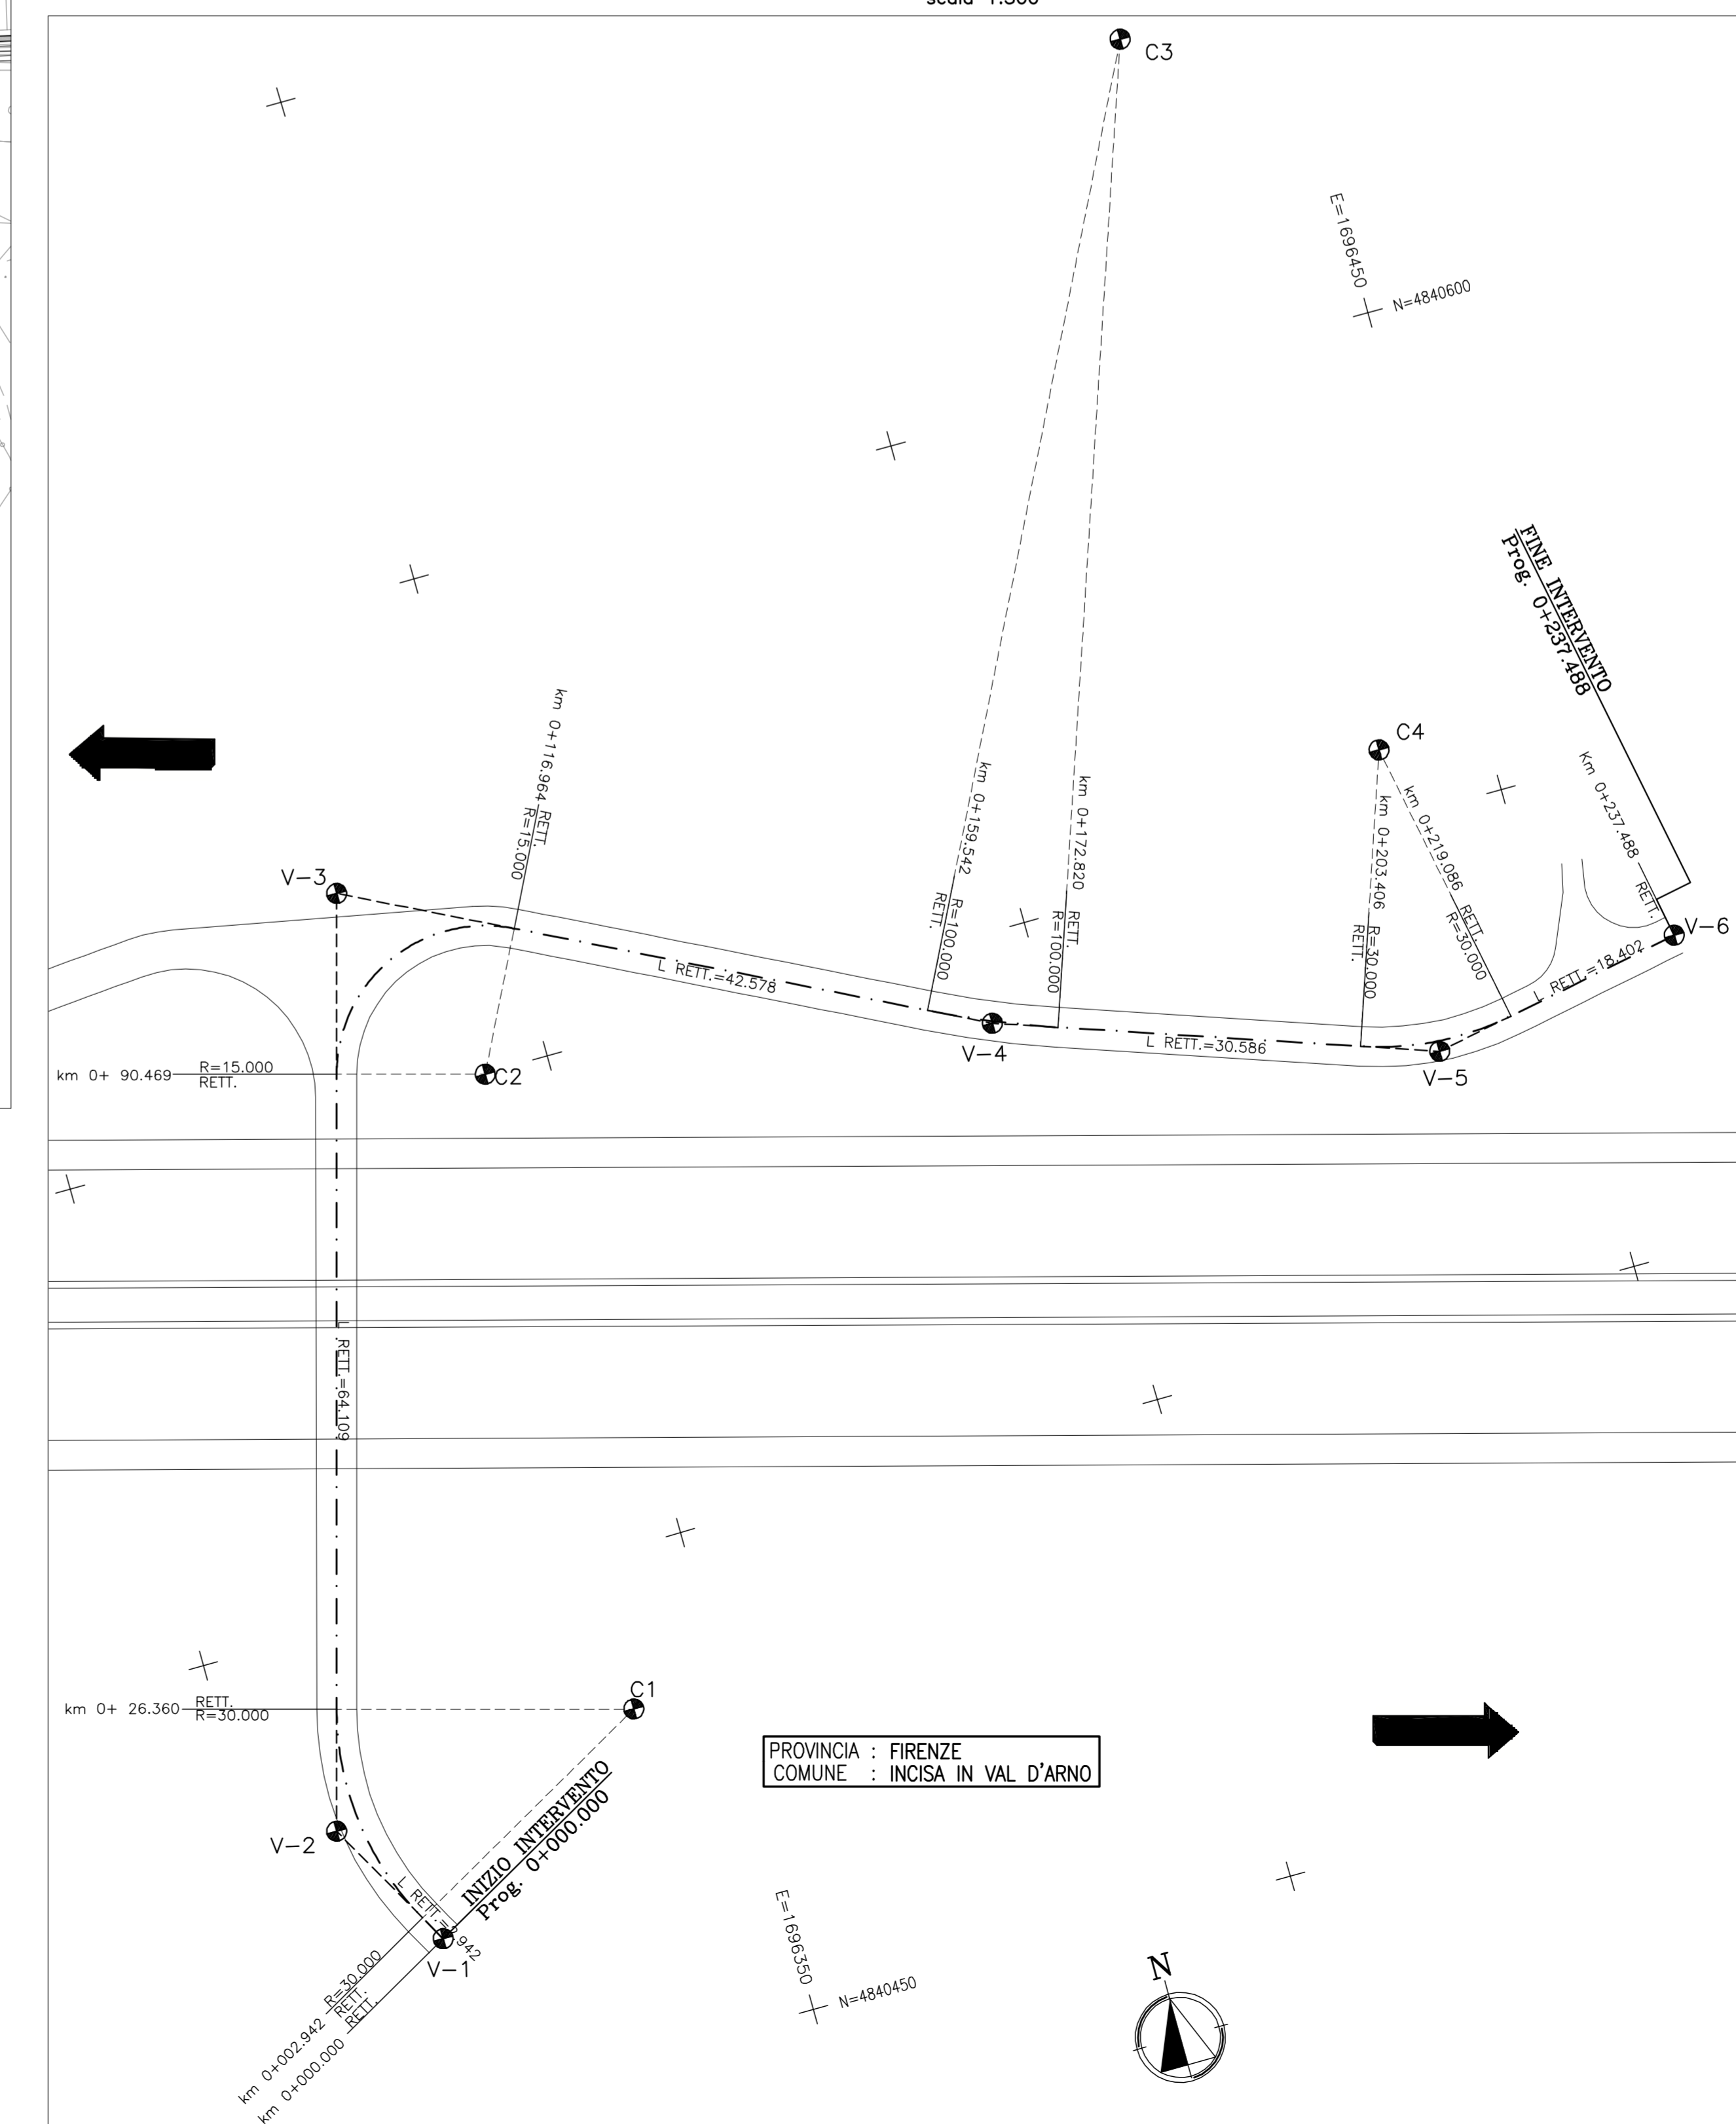 C3
E=1696450
N=4840600
FINE INTERVENTO
Prog. 0+237.488
km 0+116.964 RETT.
R=15.000
C4
Km 0+237.488 RETT.
km 0+159.542 R=100.000
RETT.
km 0+172.820 RETT.
R=100.000
km 0+203.406 R=30.000
RETT.
km 0+219.086 RETT.
R=30.000
V-3
V-6
L RETT.=42.578
L RETT.=18.402
V-4
L RETT.=30.586
V-5
km 0+ 90.469
R=15.000
RETT.
C2
L RETT.=64.109
C1
km 0+ 26.360
RETT.
R=30.000
PROVINCIA : FIRENZE
COMUNE : INCISA IN VAL D'ARNO
INIZIO INTERVENTO
Prog. 0+000.000
V-2
L RETT.=2.942
V-1
E=1696350
N=4840450
N
km 0+002.942 R=30.000
RETT.
km 0+000.000 RETT.